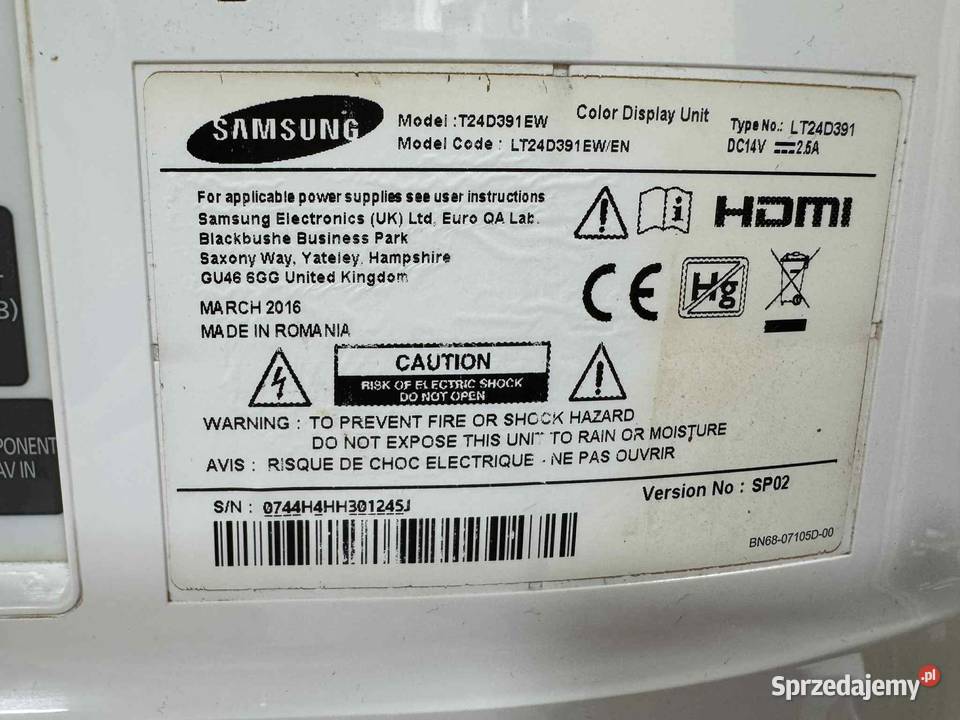 SAMSUNG
Model :T24D391EW
Model Code : LT24D391EW/EN
Color Display Unit
Type No.: LT24D391
DC14V 2.5A
For applicable power supplies see user instructions
Samsung Electronics (UK) Ltd, Euro QA Lab.
Blackbushe Business Park
Saxony Way, Yateley, Hampshire
GU46 6GG United Kingdom
HDMI
CE
Hg
MARCH 2016
MADE IN ROMANIA
CAUTION
RISK OF ELECTRIC SHOCK
DO NOT OPEN
WARNING : TO PREVENT FIRE OR SHOCK HAZARD
DO NOT EXPOSE THIS UNIT TO RAIN OR MOISTURE
AVIS : RISQUE DE CHOC ELECTRIQUE - NE PAS OUVRIR
S/N : 0744H4HH301245J
Version No : SP02
BN68-07105D-00
B)
PONENT
AV IN
Sprzedajemy.pl